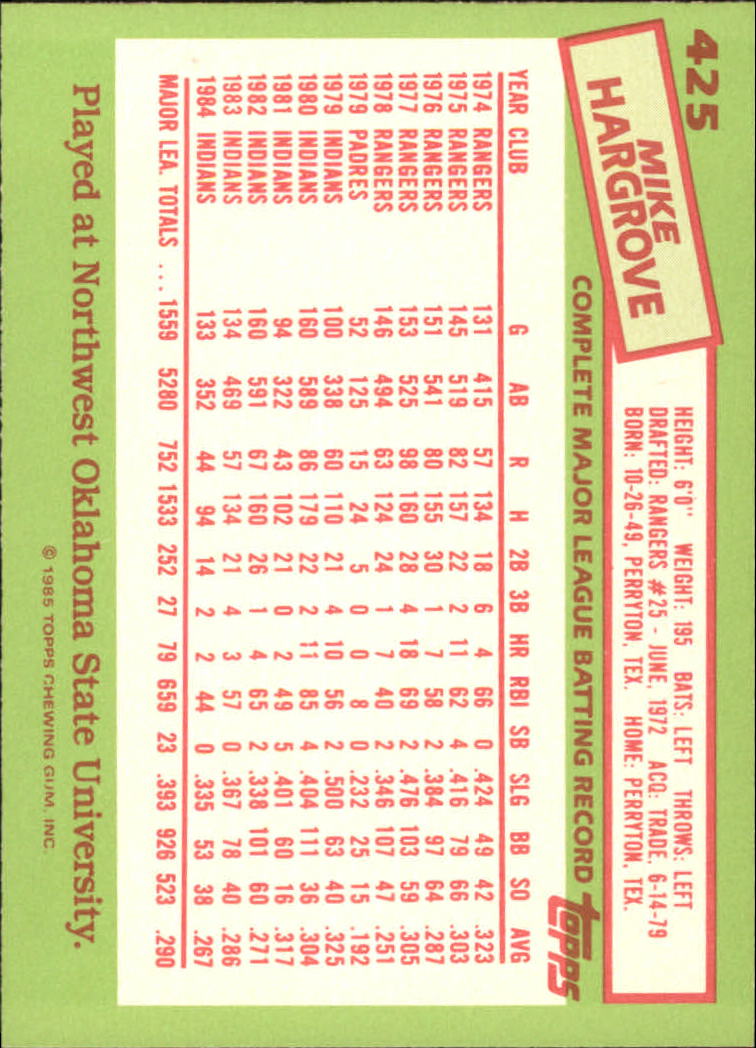 425
MIKE
HARGROVE
HEIGHT: 6'0" WEIGHT: 195 BATS: LEFT THROWS: LEFT
DRAFTED: RANGERS #25 - JUNE, 1972 ACQ: TRADE, 6-14-79
BORN: 10-26-49, PERRYTON, TEX. HOME: PERRYTON, TEX.
COMPLETE MAJOR LEAGUE BATTING RECORD
topps
YEAR CLUB G AB R H 2B 3B HR RBI SB SLG BB SO AVG
1974 RANGERS 131 415 57 134 18 6 4 66 0 .424 49 42 .323
1975 RANGERS 145 519 82 157 22 2 11 62 4 .416 79 66 .303
1976 RANGERS 151 541 80 155 30 1 7 58 2 .384 97 64 .287
1977 RANGERS 153 525 98 160 28 4 18 69 2 .476 103 59 .305
1978 RANGERS 146 494 63 124 24 1 7 40 2 .346 107 47 .251
1979 PADRES 52 125 15 24 5 0 0 8 0 .232 25 15 .192
1979 INDIANS 100 338 60 110 21 4 10 56 2 .500 63 40 .325
1980 INDIANS 160 589 86 179 22 2 11 85 4 .404 111 36 .304
1981 INDIANS 94 322 43 102 21 0 2 49 5 .401 60 16 .317
1982 INDIANS 160 591 67 160 26 1 4 65 2 .338 101 60 .271
1983 INDIANS 134 469 57 134 21 4 3 57 0 .367 78 40 .286
1984 INDIANS 133 352 44 94 14 2 2 44 0 .335 53 38 .267
MAJOR LEA. TOTALS ... 1559 5280 752 1533 252 27 79 659 23 .393 926 523 .290
Played at Northwest Oklahoma State University.
© 1985 TOPPS CHEWING GUM, INC.